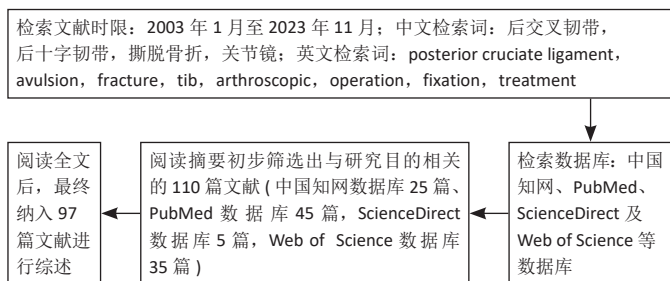 检索文献时限：2003 年 1 月至 2023 年 11 月；中文检索词：后交叉韧带，
后十字韧带，撕脱骨折，关节镜；英文检索词：posterior cruciate ligament，
avulsion，fracture，tib，arthroscopic，operation，fixation，treatment
检索数据库：中国
知网、PubMed、
ScienceDirect 及
Web of Science 等
数据库
阅读摘要初步筛选出与研究目的相关
的 110 篇文献 ( 中国知网数据库 25 篇、
PubMed 数据库 45 篇，ScienceDirect
数据库 5 篇，Web of Science 数据库
35 篇 )
阅读全文
后，最终
纳入 97
篇文献进
行综述